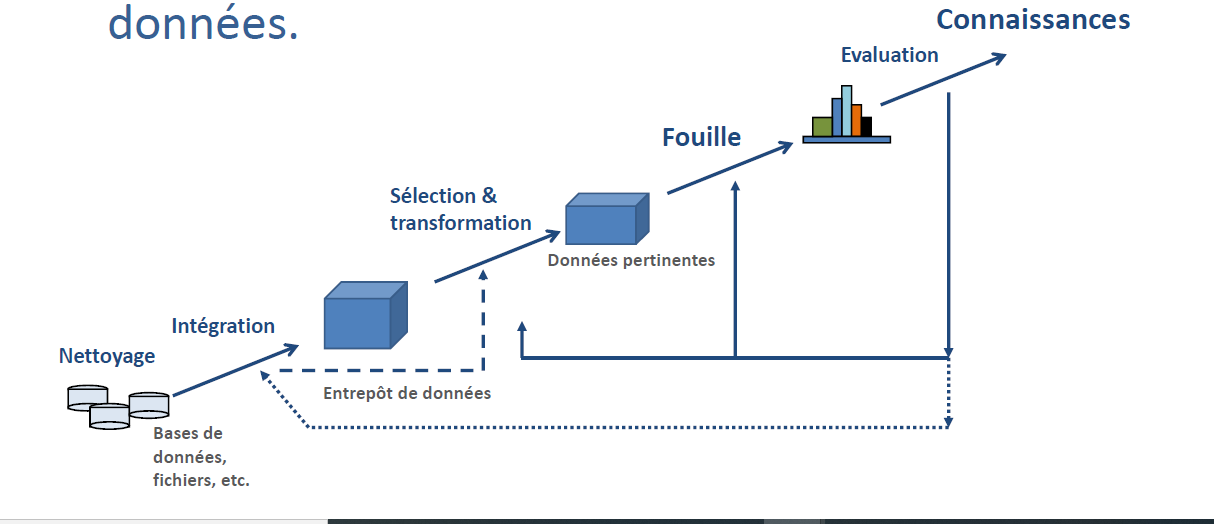 données.
Connaissances
Evaluation
Fouille
Sélection &
transformation
Données pertinentes
Intégration
Nettoyage
Entrepôt de données
Bases de
données,
fichiers, etc.